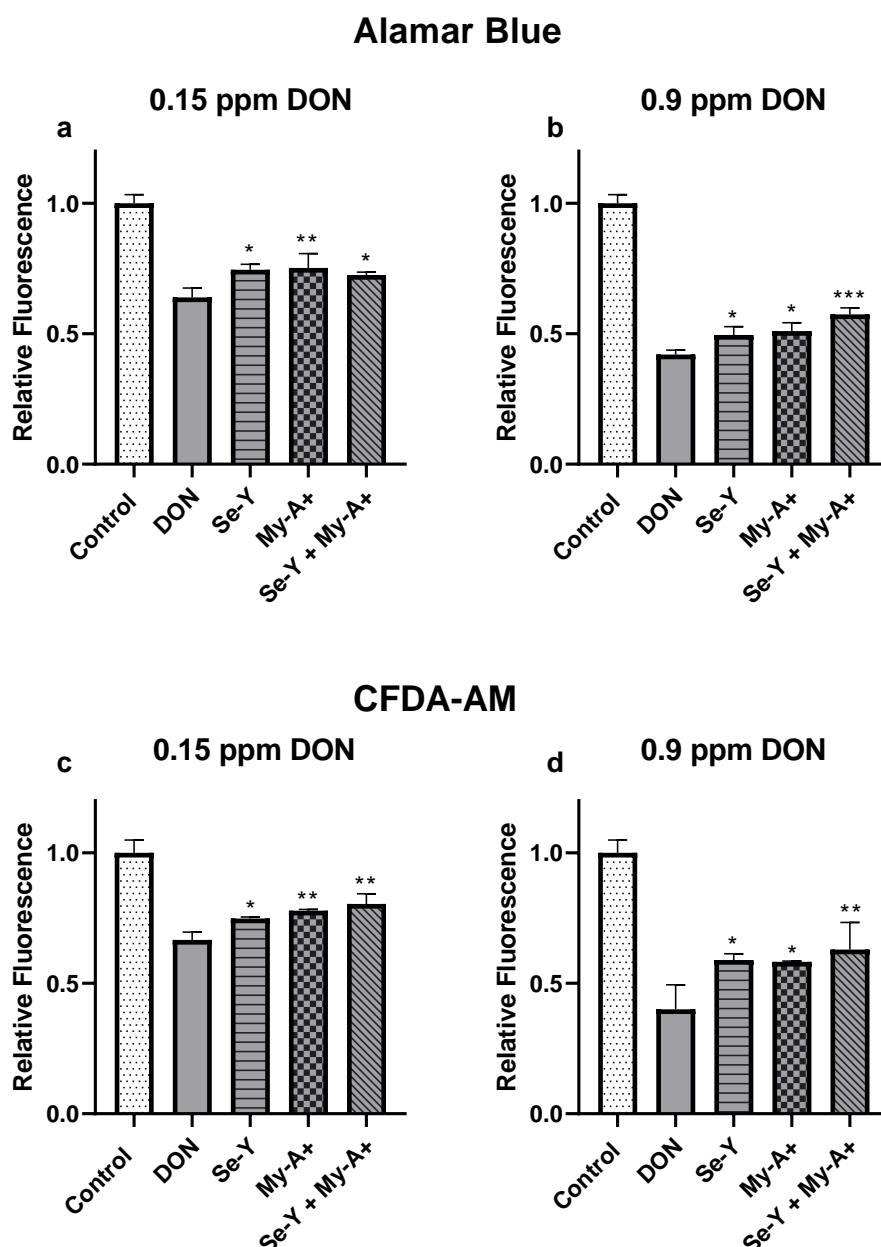 Alamar Blue
0.15 ppm DON
a
Relative Fluorescence
1.0
0.5
0.0
*
**
*
Control
DON
Se-Y
My-A+
Se-Y + My-A+
0.9 ppm DON
b
Relative Fluorescence
1.0
0.5
0.0
*
*
***
Control
DON
Se-Y
My-A+
Se-Y + My-A+
CFDA-AM
0.15 ppm DON
c
Relative Fluorescence
1.0
0.5
0.0
*
**
**
Control
DON
Se-Y
My-A+
Se-Y + My-A+
0.9 ppm DON
d
Relative Fluorescence
1.0
0.5
0.0
*
*
**
Control
DON
Se-Y
My-A+
Se-Y + My-A+